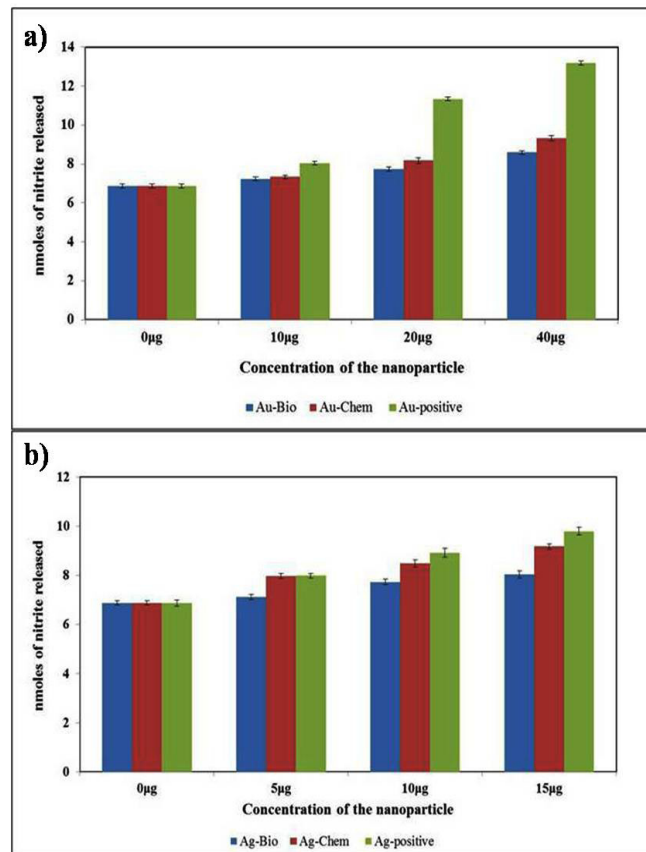 a)
nmoles of nitrite released
14
12
10
8
6
4
2
0
0µg 10µg 20µg 40µg
Concentration of the nanoparticle
Au-Bio Au-Chem Au-positive
b)
nmoles of nitrite released
12
10
8
6
4
2
0
0µg 5µg 10µg 15µg
Concentration of the nanoparticle
Ag-Bio Ag-Chem Ag-positive